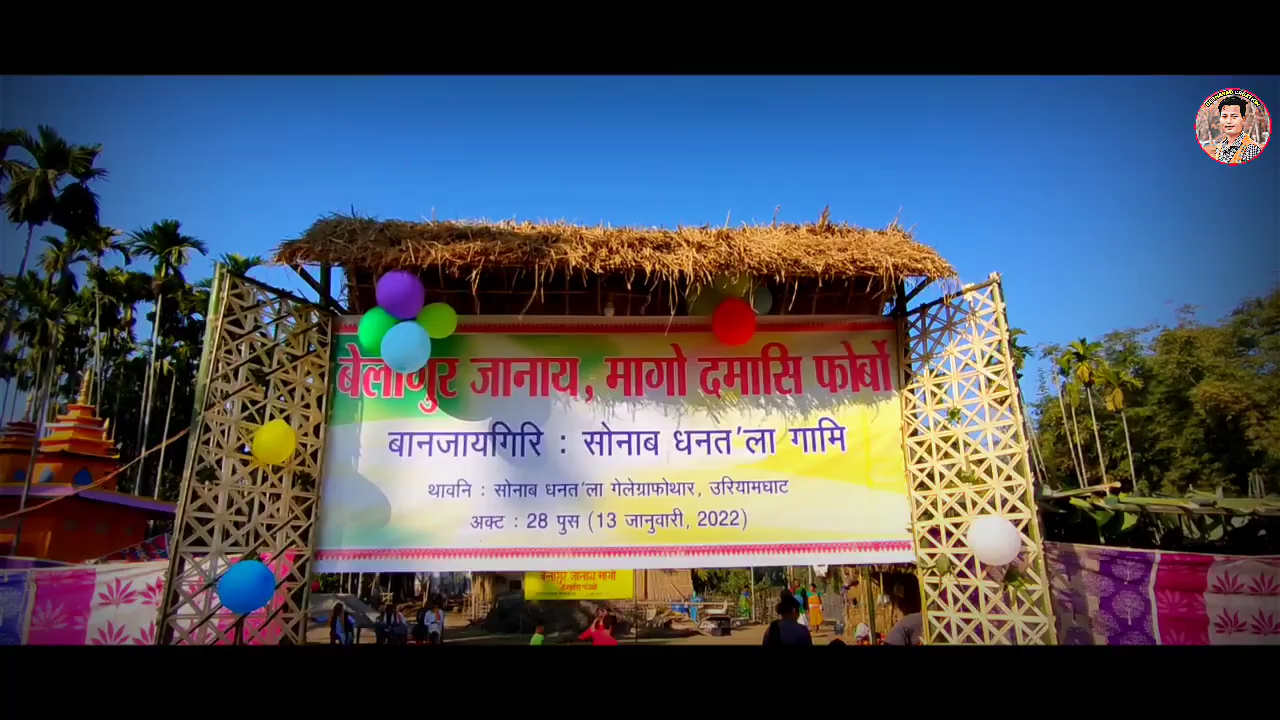 बेलागुर जानाय, मागो दमासि फोर्बो
बानजायगिरि : सोनाब धनत'ला गामि
थावनि : सोनाब धनत'ला गेलेग्राफोथार, उरियामघाट
अक्ट : 28 पुस (13 जानुवारी, 2022)
बेलागुर जानाय मागो